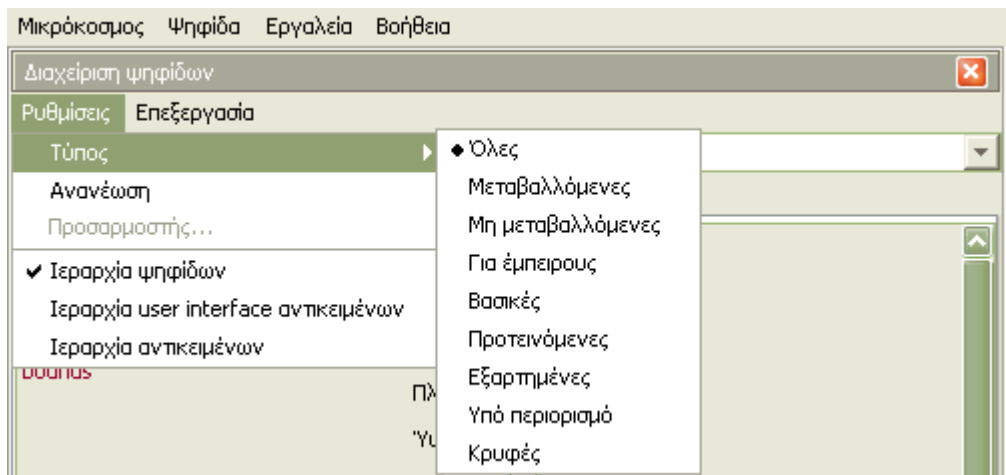 Μικρόκοσμος Ψηφίδα Εργαλεία Βοήθεια
Διαχείριση ψηφίδων
Ρυθμίσεις Επεξεργασία
Τύπος
Ανανέωση
Προσαρμοστής...
Ιεραρχία ψηφίδων
Ιεραρχία user interface αντικειμένων
Ιεραρχία αντικειμένων
Όλες
Μεταβαλλόμενες
Μη μεταβαλλόμενες
Για έμπειρους
Βασικές
Προτεινόμενες
Εξαρτημένες
Υπό περιορισμό
Κρυφές